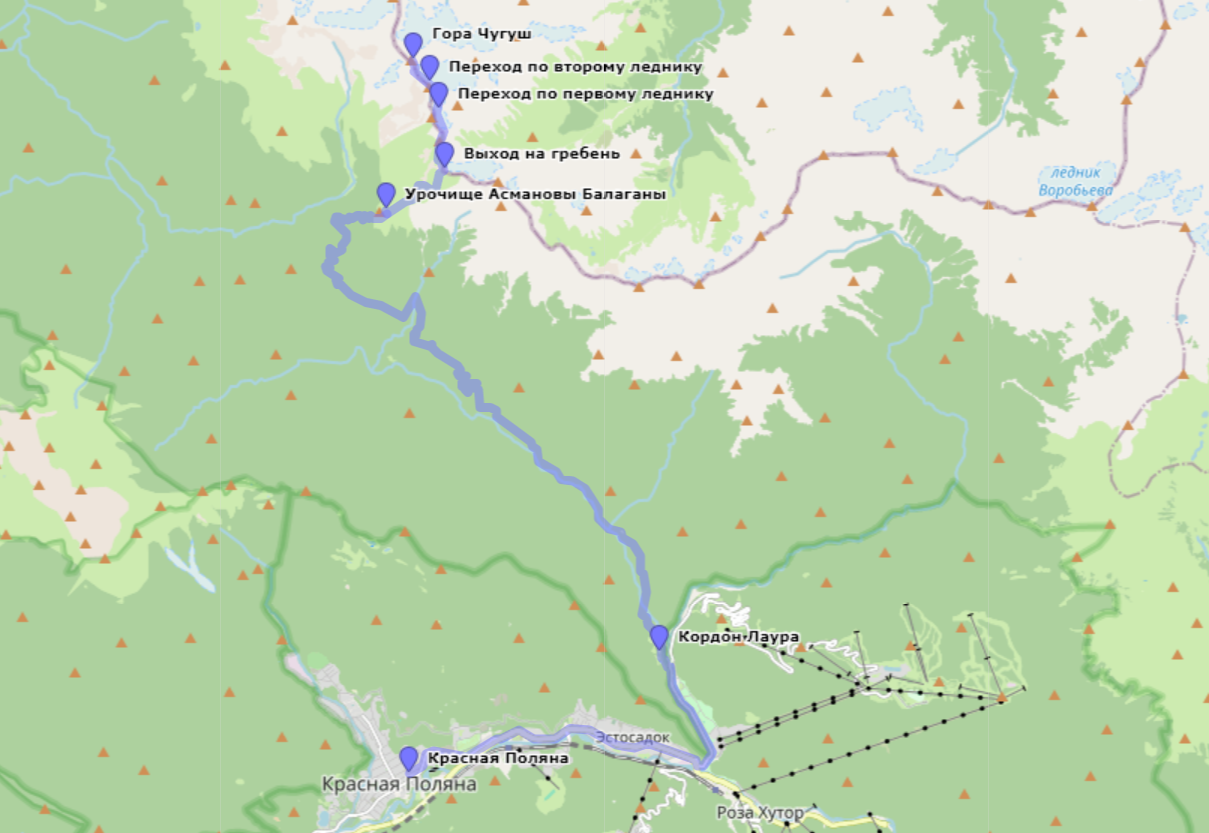 Гора Чугуш
Переход по второму леднику
Переход по первому леднику
Выход на гребень
ледник
Воробьева
Урочище Асмановы Балаганы
Кордон Лаура
Эстосадок
Красная Поляна
Красная Поляна
Роза Хутор